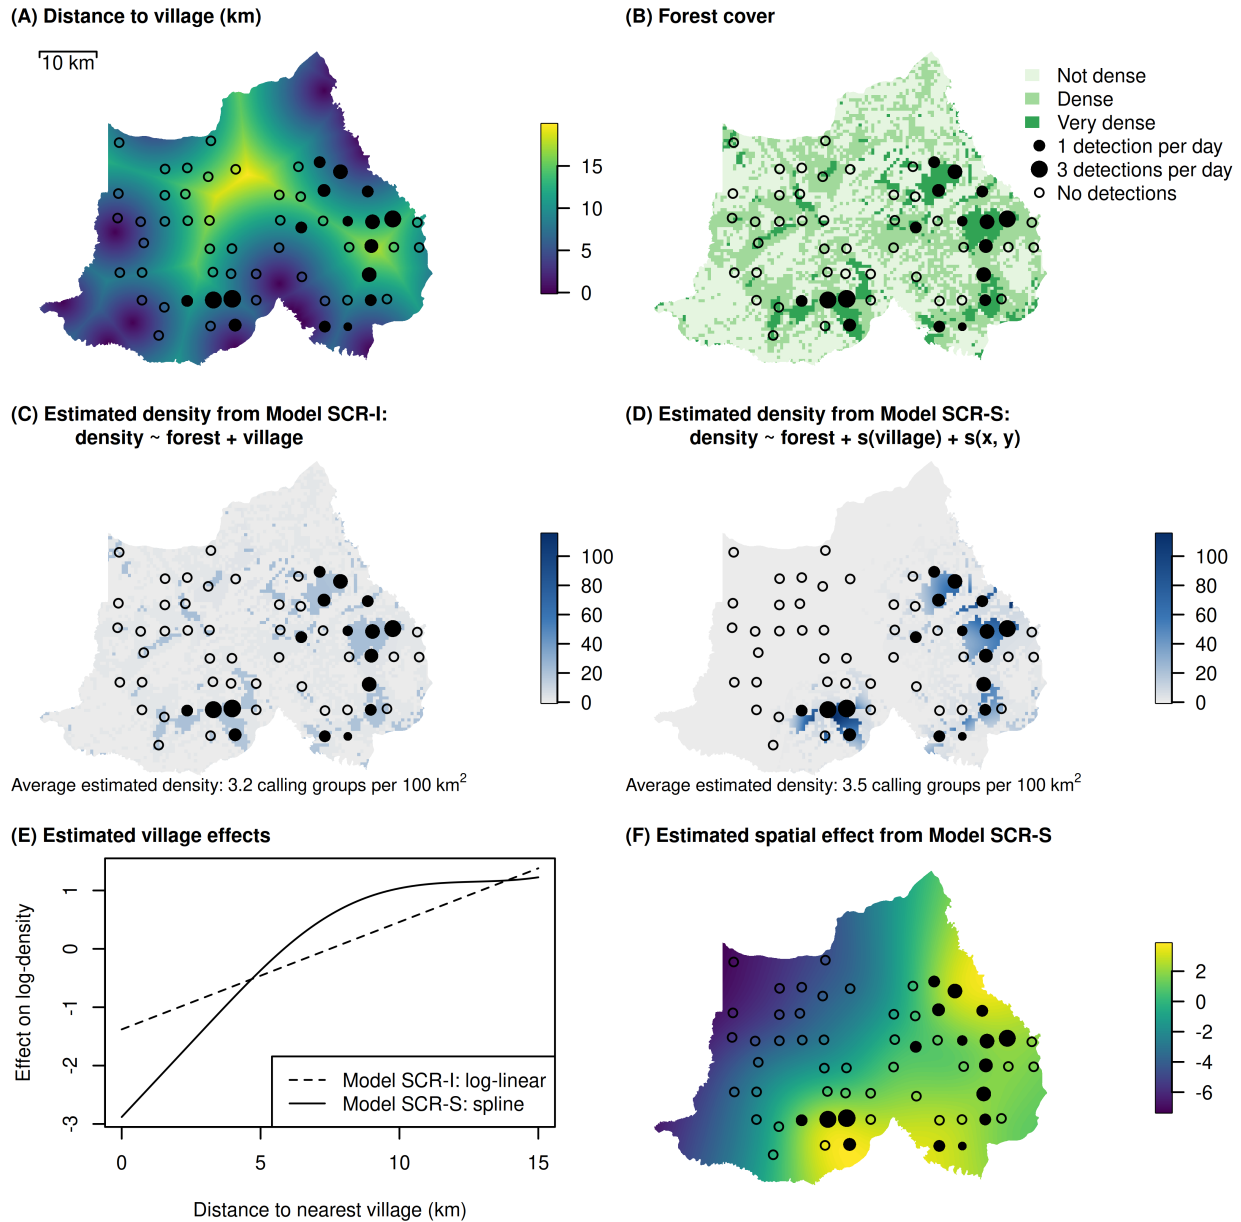 (A) Distance to village (km)
10 km
15
10
5
0
(B) Forest cover
Not dense
Dense
Very dense
1 detection per day
3 detections per day
No detections
(C) Estimated density from Model SCR-I:
density ~ forest + village
100
80
60
40
20
0
Average estimated density: 3.2 calling groups per 100 km²
(D) Estimated density from Model SCR-S:
density ~ forest + s(village) + s(x, y)
100
80
60
40
20
0
Average estimated density: 3.5 calling groups per 100 km²
(E) Estimated village effects
Effect on log-density
1
0
-1
-2
-3
Model SCR-I: log-linear
Model SCR-S: spline
0 5 10 15
Distance to nearest village (km)
(F) Estimated spatial effect from Model SCR-S
2
0
-2
-4
-6